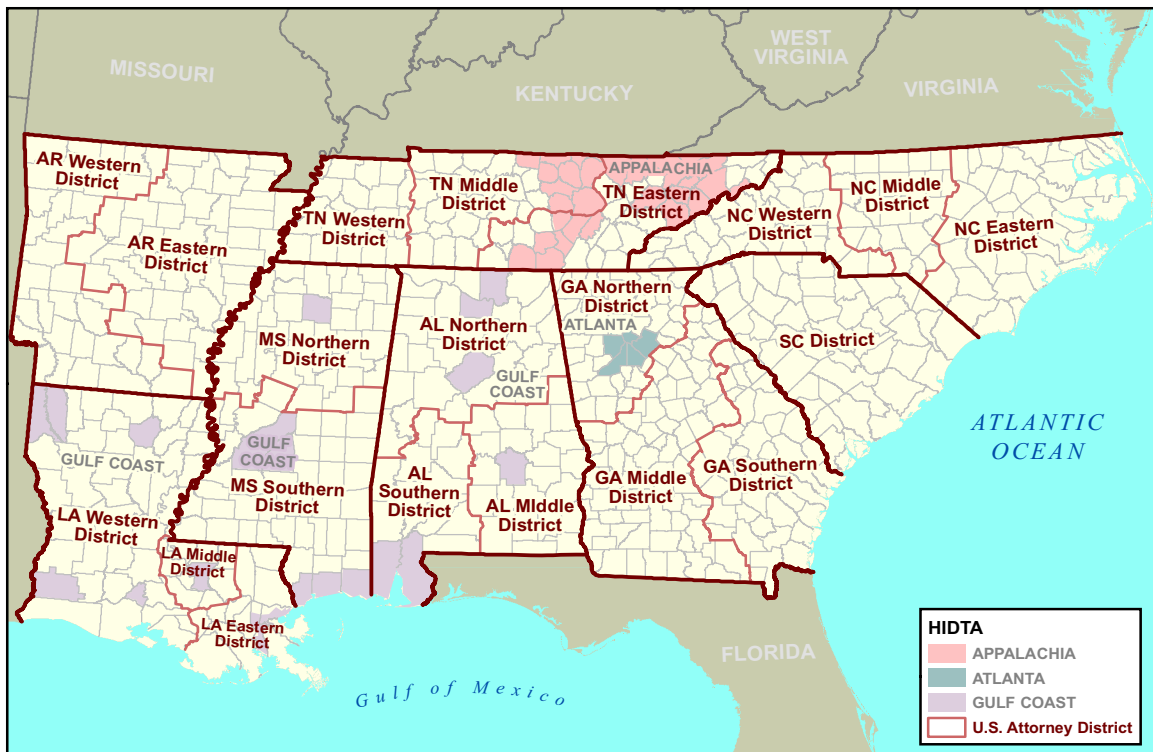 WEST
VIRGINIA
MISSOURI
KENTUCKY
VIRGINIA
AR Western
District
APPALACHIA
TN Middle
District
TN Eastern
District
NC Middle
District
TN Western
District
NC Western
District
NC Eastern
District
AR Eastern
District
GA Northern
District
ATLANTA
AL Northern
District
MS Northern
District
SC District
GULF
COAST
ATLANTIC
OCEAN
GULF
COAST
GULF COAST
AL
Southern
District
GA Middle
District
GA Southern
District
MS Southern
District
AL MIddle
District
LA Western
District
LA Middle
District
LA Eastern
District
FLORIDA
Gulf of Mexico
HIDTA
APPALACHIA
ATLANTA
GULF COAST
U.S. Attorney District